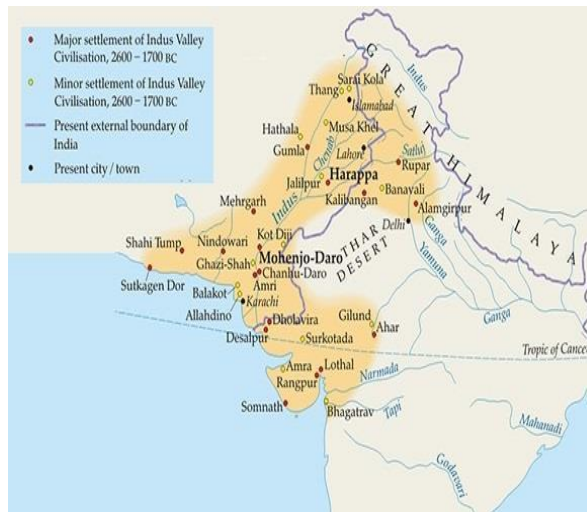 Major settlement of Indus Valley
Civilisation, 2600 – 1700 BC
Minor settlement of Indus Valley
Civilisation, 2600 – 1700 BC
Present external boundary of
India
Present city / town
GREAT HIMALAYA
Indus
Sarai Kola
Thang
Islamabad
Hathala
Musa Khel
Gumla
Chenab
Lahore
Satluj
Rupar
Jalilpur
Harappa
Banavali
Kalibangan
Alamgirpur
Mehrgarh
Indus
Delhi
Ganga
Kot Diji
THAR
DESERT
Yamuna
Shahi Tump
Nindowari
Mohenjo-Daro
Ghazi-Shah
Chanhu-Daro
Sutkagen Dor
Amri
Balakot
Karachi
Ganga
Allahdino
Dholavira
Gilund
Ahar
Desalpur
Surkotada
Tropic of Cance
Amra
Lothal
Narmada
Rangpur
Somnath
Bhagatrav
Tapi
Mahanadi
Godavari